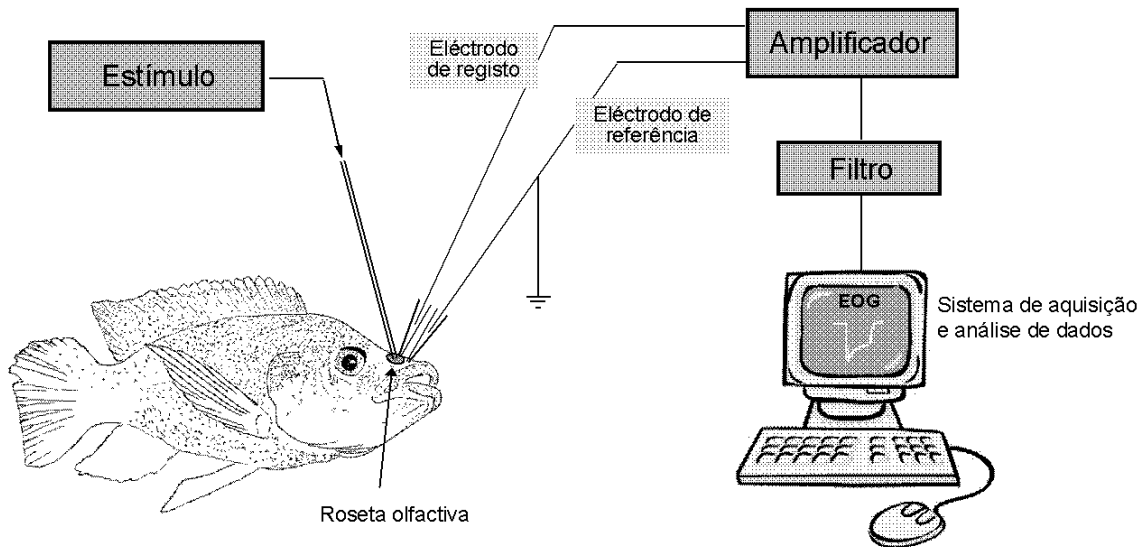 Estímulo
Eléctrodo
de registo
Eléctrodo de
referência
Amplificador
Filtro
EOG
Sistema de aquisição
e análise de dados
Roseta olfactiva